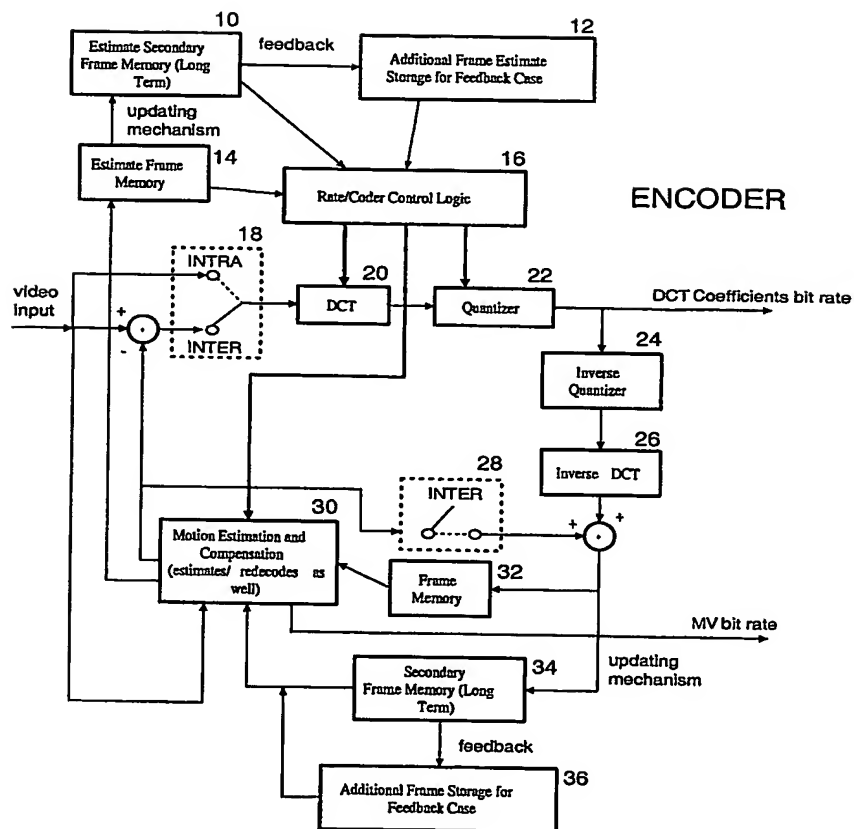 10
Estimate Secondary
Frame Memory (Long
Term)
feedback
12
Additional Frame Estimate
Storage for Feedback Case
updating
mechanism
14
Estimate Frame
Memory
16
Rate/Coder Control Logic
ENCODER
18
INTRA
INTER
video
input
+
-
20
DCT
22
Quantizer
DCT Coefficients bit rate
24
Inverse
Quantizer
26
Inverse DCT
28
INTER
+
+
30
Motion Estimation and
Compensation
(estimates/ redecodes as
well)
32
Frame
Memory
MV bit rate
updating
mechanism
34
Secondary
Frame Memory (Long
Term)
feedback
36
Additional Frame Storage for
Feedback Case